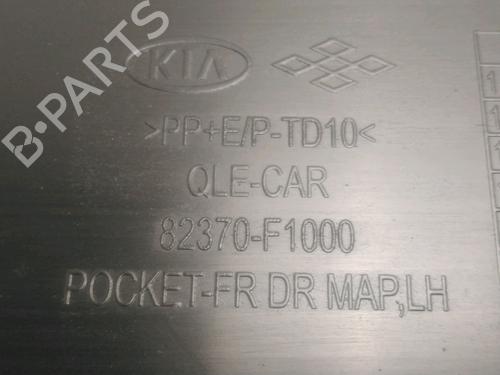 B-PARTS
KIA
>PP+E/P-TD10<
QLE-CAR
82370-F1000
POCKET-FR DR MAP,LH